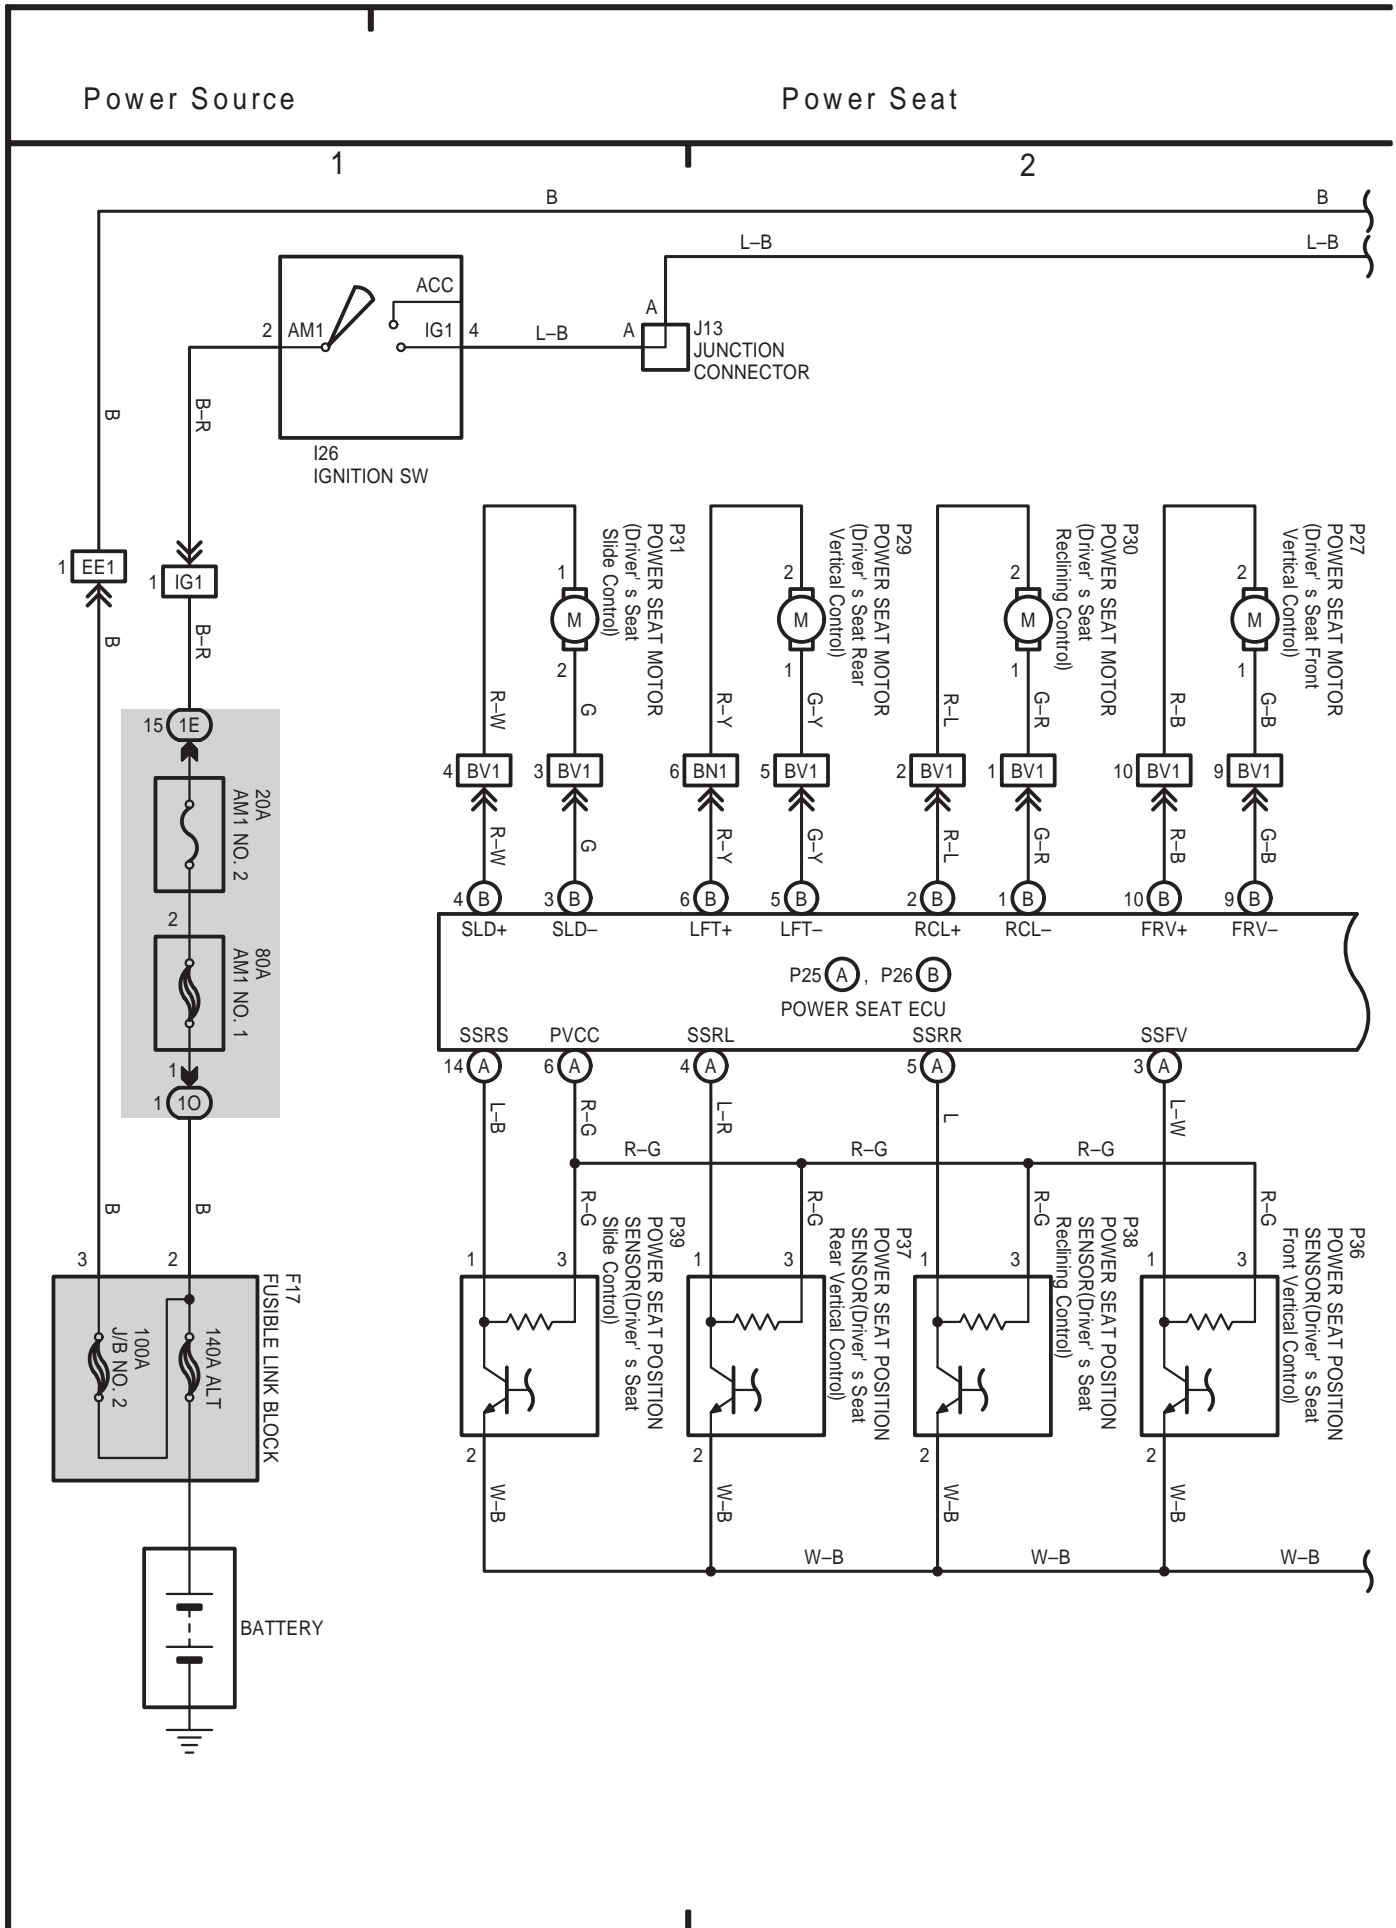 Power Source
Power Seat
1
2
B
B
L–B
L–B
ACC
A
2
AM1
IG1
4
L–B
A
J13
JUNCTION
CONNECTOR
B
B–R
I26
IGNITION SW
P31
POWER SEAT MOTOR
(Driver' s Seat
Slide Control)
P29
POWER SEAT MOTOR
(Driver' s Seat Rear
Vertical Control)
P30
POWER SEAT MOTOR
(Driver' s Seat
Reclining Control)
P27
POWER SEAT MOTOR
(Driver' s Seat Front
Vertical Control)
1 EE1
1 IG1
1
2
2
2
M
M
M
M
B
B–R
2
1
1
1
R–W
G
R–Y
G–Y
R–L
G–R
R–B
G–B
15 1E
4 BV1
3 BV1
6 BN1
5 BV1
2 BV1
1 BV1
10 BV1
9 BV1
20A
AM1 NO. 2
R–W
G
R–Y
G–Y
R–L
G–R
R–B
G–B
4 B
3 B
6 B
5 B
2 B
1 B
10 B
9 B
2
SLD+
SLD–
LFT+
LFT–
RCL+
RCL–
FRV+
FRV–
80A
AM1 NO. 1
P25 A , P26 B
POWER SEAT ECU
SSRS
PVCC
SSRL
SSRR
SSFV
1
14 A
6 A
4 A
5 A
3 A
1 1O
L–B
R–G
L–R
L
L–W
R–G
R–G
R–G
B
B
R–G
R–G
R–G
R–G
P39
POWER SEAT POSITION
SENSOR(Driver' s Seat
Slide Control)
P37
POWER SEAT POSITION
SENSOR(Driver' s Seat
Rear Vertical Control)
P38
POWER SEAT POSITION
SENSOR(Driver' s Seat
Reclining Control)
P36
POWER SEAT POSITION
SENSOR(Driver' s Seat
Front Vertical Control)
3
2
1
3
1
3
1
3
1
3
F17
FUSIBLE LINK BLOCK
140A ALT
100A
J/B NO. 2
2
2
2
2
W–B
W–B
W–B
W–B
W–B
W–B
W–B
BATTERY